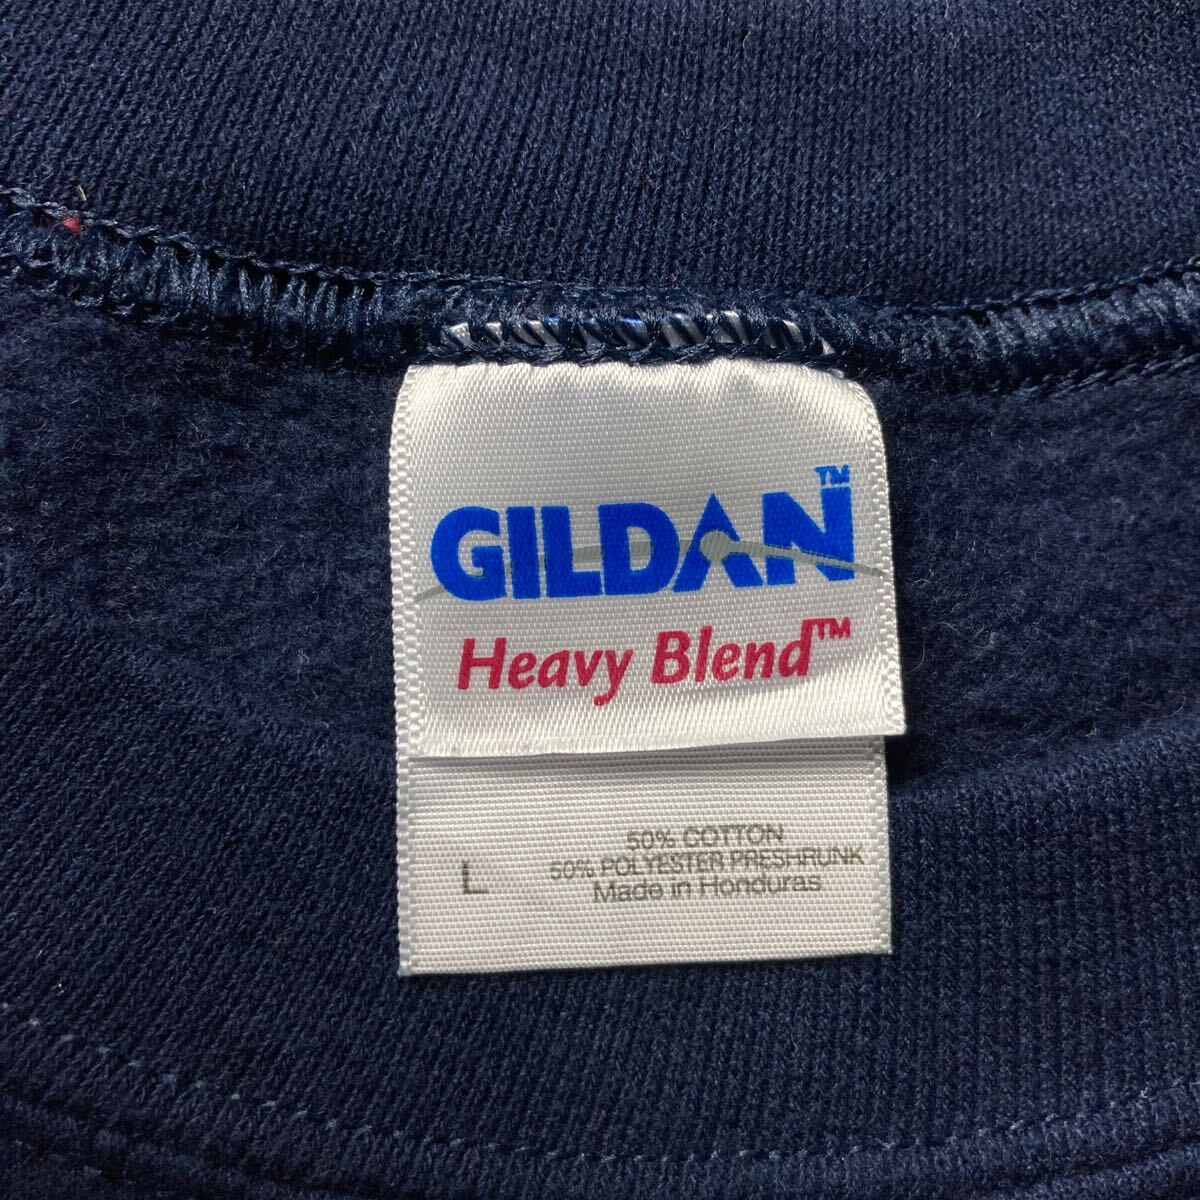 GILDAN™
Heavy Blend™
L
50% COTTON
50% POLYESTER PRESHRUNK
Made in Honduras